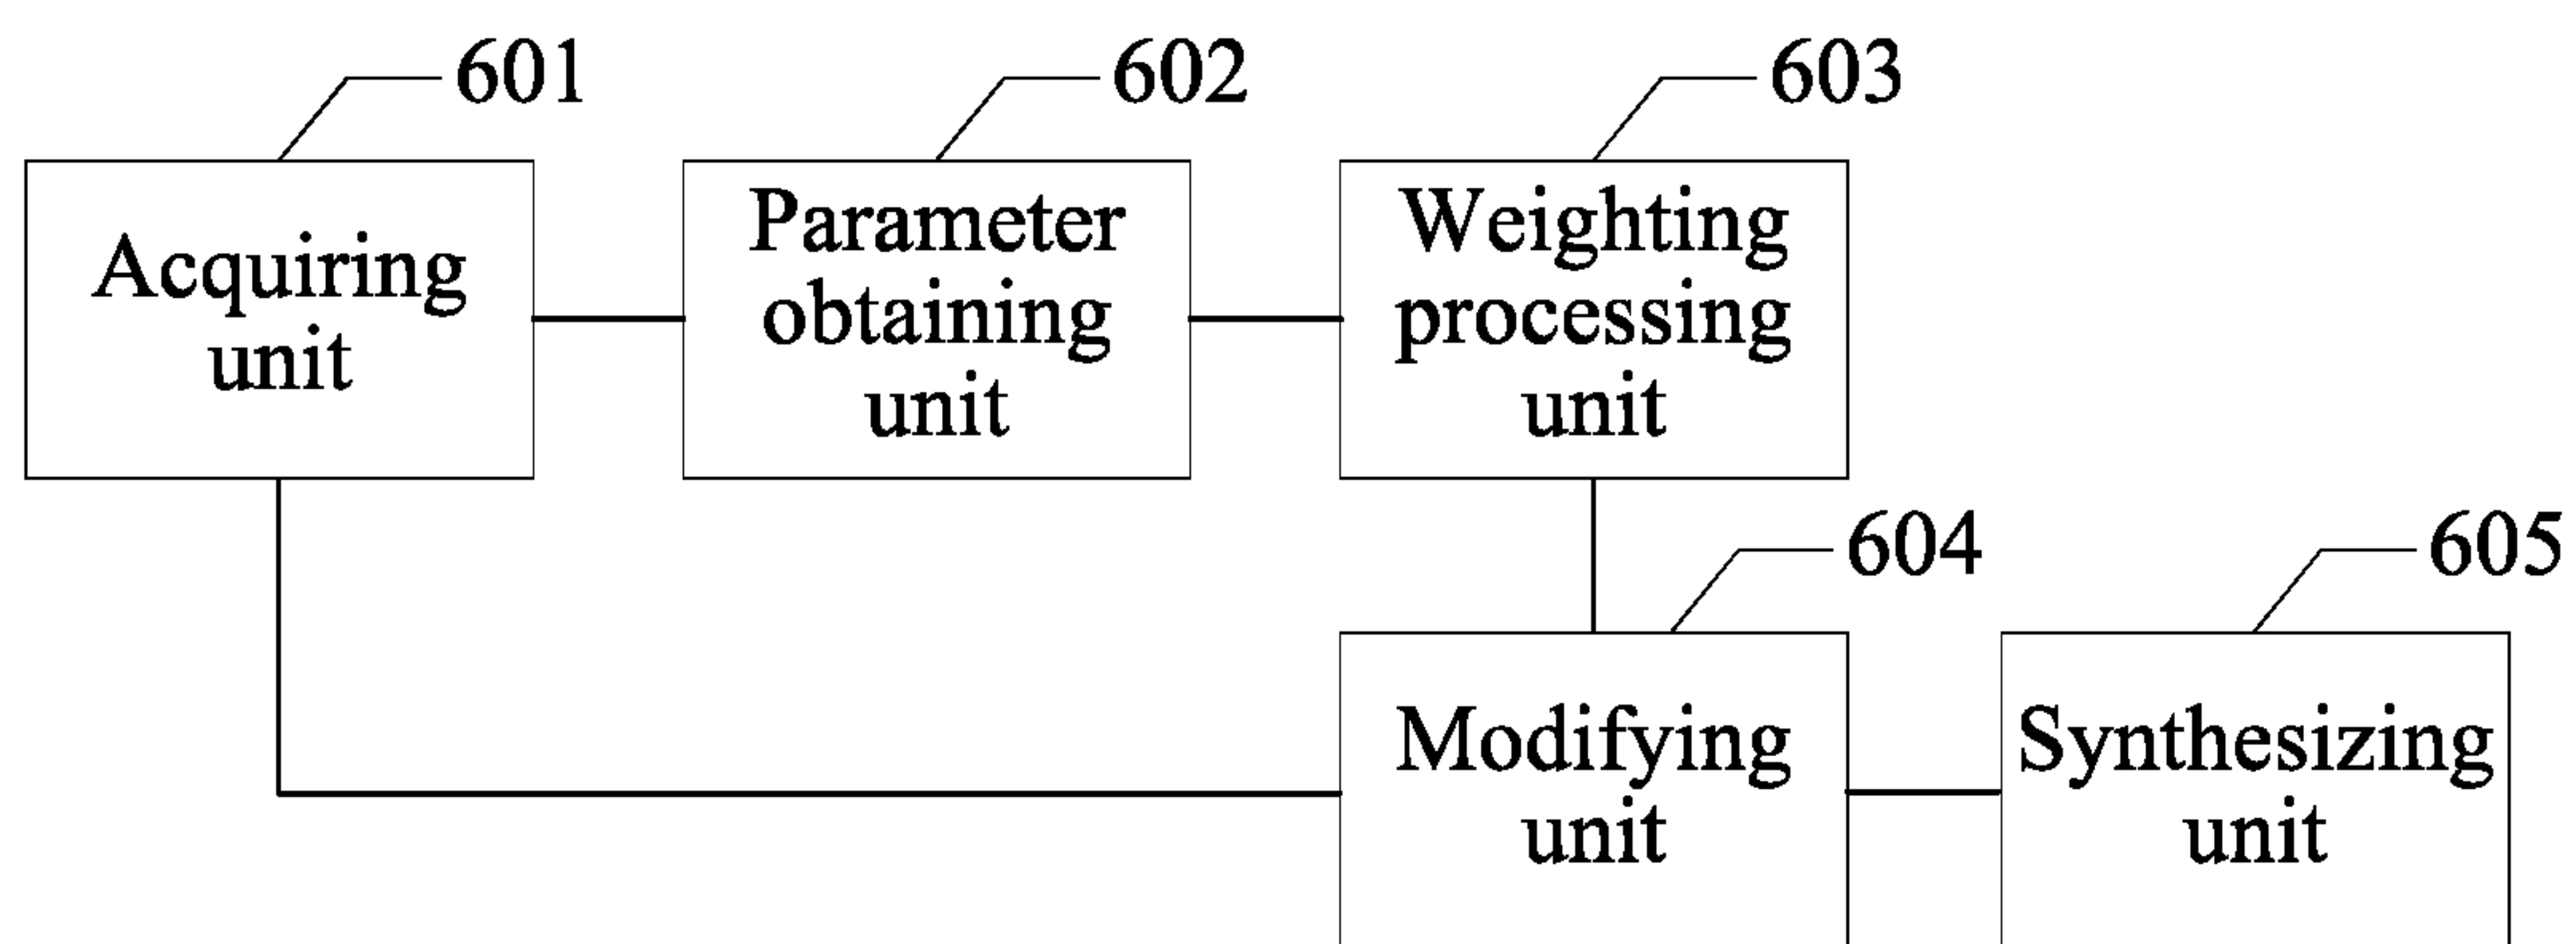 601
602
603
Acquiring
unit
Parameter
obtaining
unit
Weighting
processing
unit
604
605
Modifying
unit
Synthesizing
unit